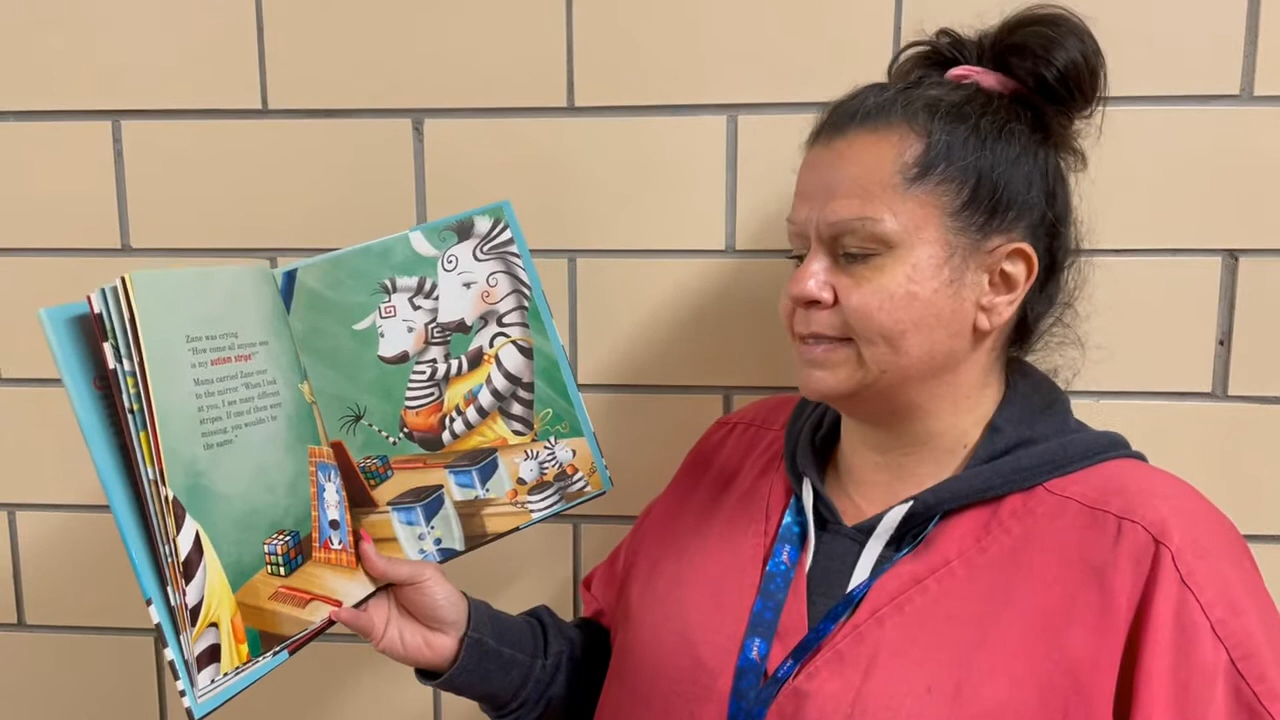 Zane was crying
"How come all anyone sees
is my autism stripe?"
Mama carried Zane over
to the mirror. "When I look
at you, I see many different
stripes. If one of them were
missing, you wouldn't be
the same."